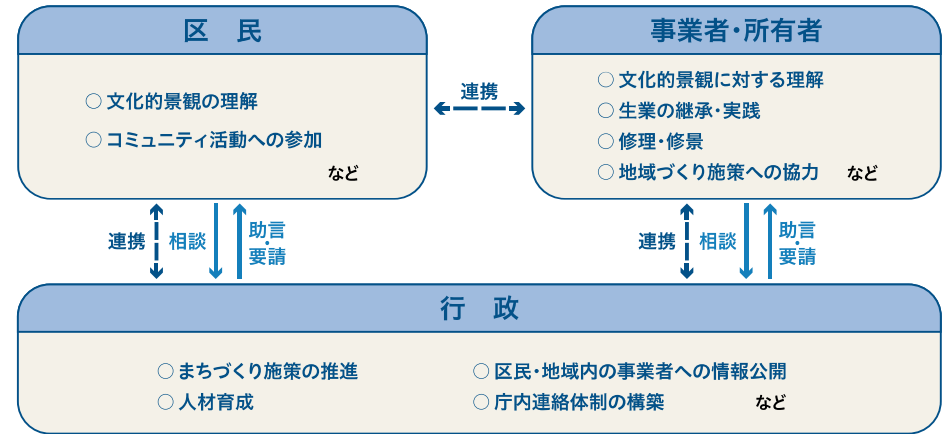 区 民
○ 文化的景観の理解
○ コミュニティ活動への参加
など
連携
事業者・所有者
○ 文化的景観に対する理解
○ 生業の継承・実践
○ 修理・修景
○ 地域づくり施策への協力 など
連携
相談
助言・要請
連携
相談
助言・要請
行 政
○ まちづくり施策の推進
○ 人材育成
○ 区民・地域内の事業者への情報公開
○ 庁内連絡体制の構築 など